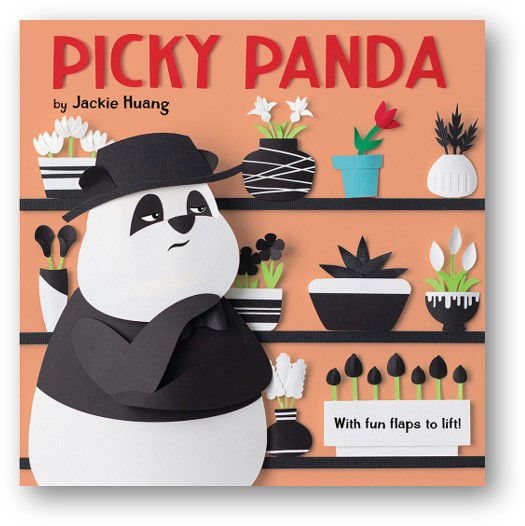 PICKY PANDA
by Jackie Huang
With fun flaps to lift!